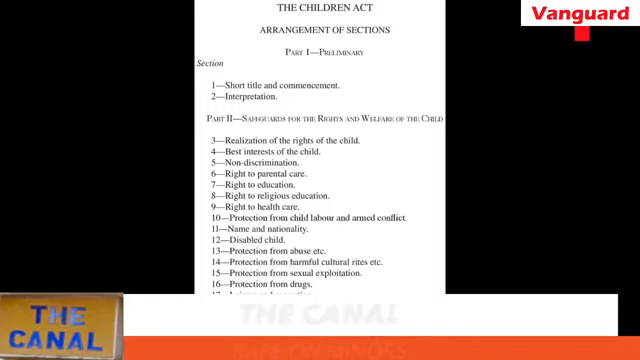 Vanguard
THE CHILDREN ACT
ARRANGEMENT OF SECTIONS
PART I—PRELIMINARY
Section
1—Short title and commencement.
2—Interpretation.
PART II—SAFEGUARDS FOR THE RIGHTS AND WELFARE OF THE CHILD
3—Realization of the rights of the child.
4—Best interests of the child.
5—Non-discrimination.
6—Right to parental care.
7—Right to education.
8—Right to religious education.
9—Right to health care.
10—Protection from child labour and armed conflict.
11—Name and nationality.
12—Disabled child.
13—Protection from abuse etc.
14—Protection from harmful cultural rites etc.
15—Protection from sexual exploitation.
16—Protection from drugs.
THE CANAL
THE
CANAL